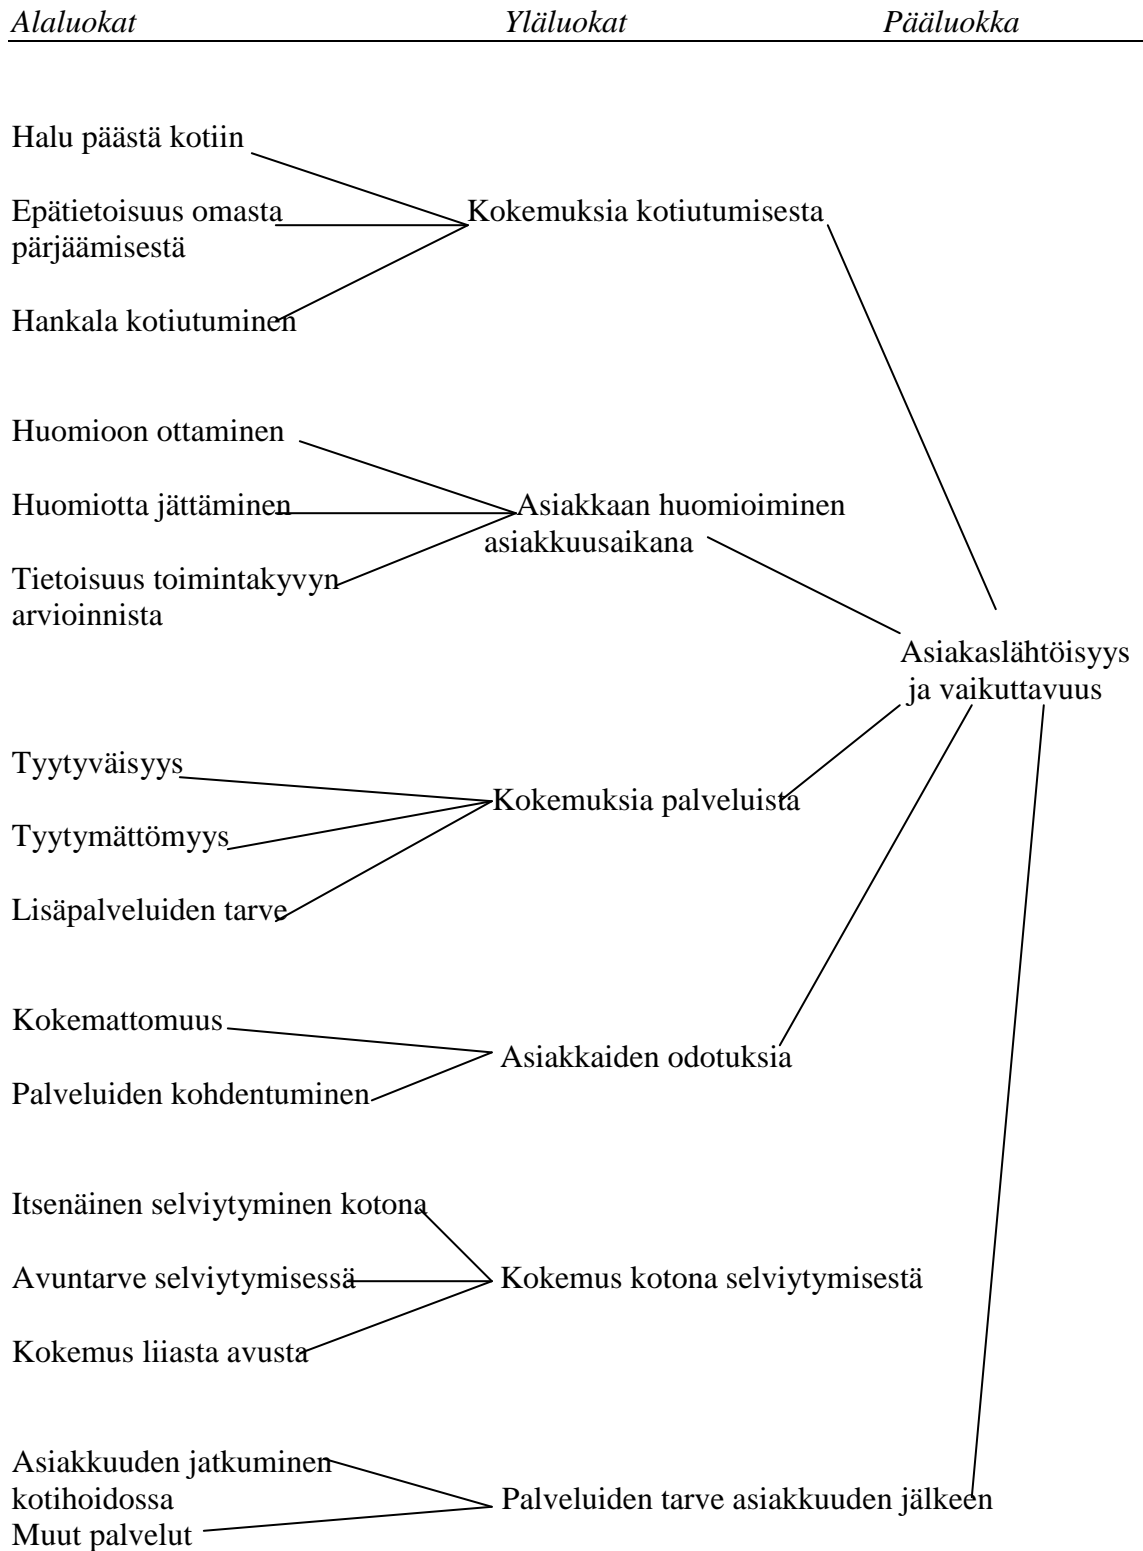 Alaluokat Yläluokat Pääluokka
Halu päästä kotiin
Epätietoisuus omasta Kokemuksia kotiutumisesta
pärjäämisestä
Hankala kotiutuminen
Huomioon ottaminen
Huomiotta jättäminen Asiakkaan huomioiminen
asiakkuusaikana
Tietoisuus toimintakyvyn
arvioinnista
Asiakaslähtöisyys
ja vaikuttavuus
Tyytyväisyys
Kokemuksia palveluista
Tyytymättömyys
Lisäpalveluiden tarve
Kokemattomuus
Asiakkaiden odotuksia
Palveluiden kohdentuminen
Itsenäinen selviytyminen kotona
Avuntarve selviytymisessä Kokemus kotona selviytymisestä
Kokemus liiasta avusta
Asiakkuuden jatkuminen
kotihoidossa Palveluiden tarve asiakkuuden jälkeen
Muut palvelut